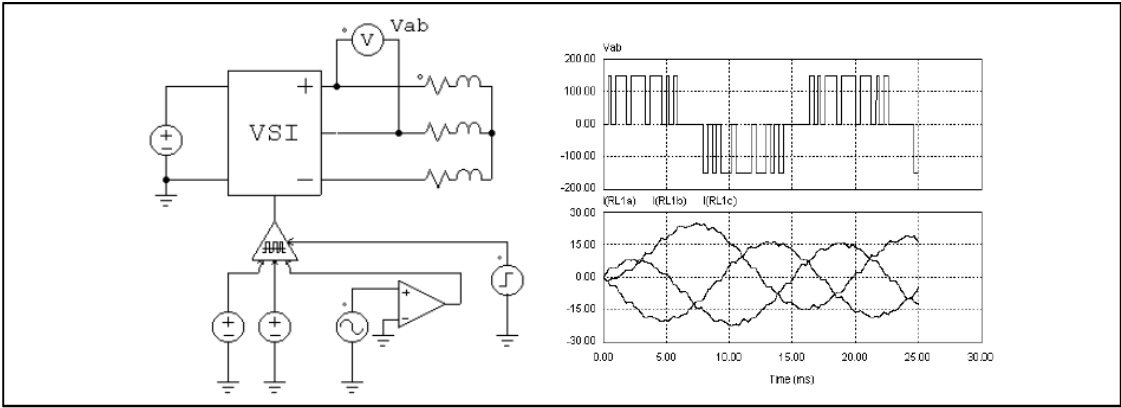 Vab
V
VSI
Vab
200.00
100.00
0.00
-100.00
-200.00
I(RL1a) I(RL1b) I(RL1c)
30.00
15.00
0.00
-15.00
-30.00
0.00 5.00 10.00 15.00 20.00 25.00 30.00
Time (ms)